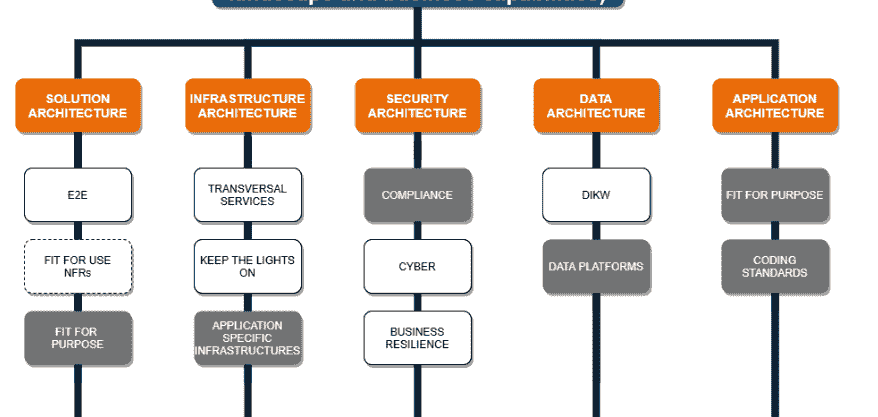 SOLUTION
ARCHITECTURE
INFRASTRUCTURE
ARCHITECTURE
SECURITY
ARCHITECTURE
DATA
ARCHITECTURE
APPLICATION
ARCHITECTURE
E2E
TRANSVERSAL
SERVICES
COMPLIANCE
DIKW
FIT FOR PURPOSE
FIT FOR USE
NFRs
KEEP THE LIGHTS
ON
CYBER
DATA PLATFORMS
CODING
STANDARDS
FIT FOR
PURPOSE
APPLICATION
SPECIFIC
INFRASTRUCTURES
BUSINESS
RESILIENCE